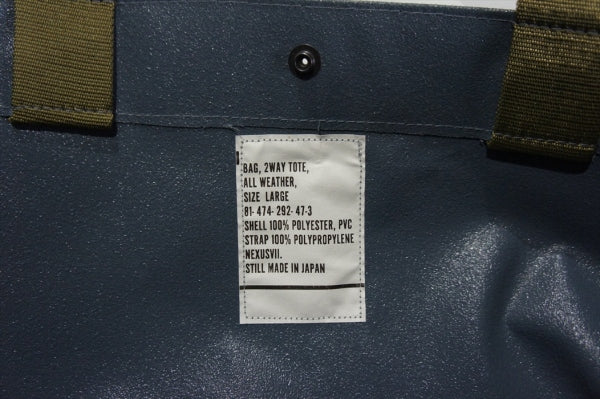 BAG, 2WAY TOTE,
ALL WEATHER,
SIZE LARGE
81-474-292-47-3
SHELL 100% POLYESTER, PVC
STRAP 100% POLYPROPYLENE
NEXUSVII.
STILL MADE IN JAPAN